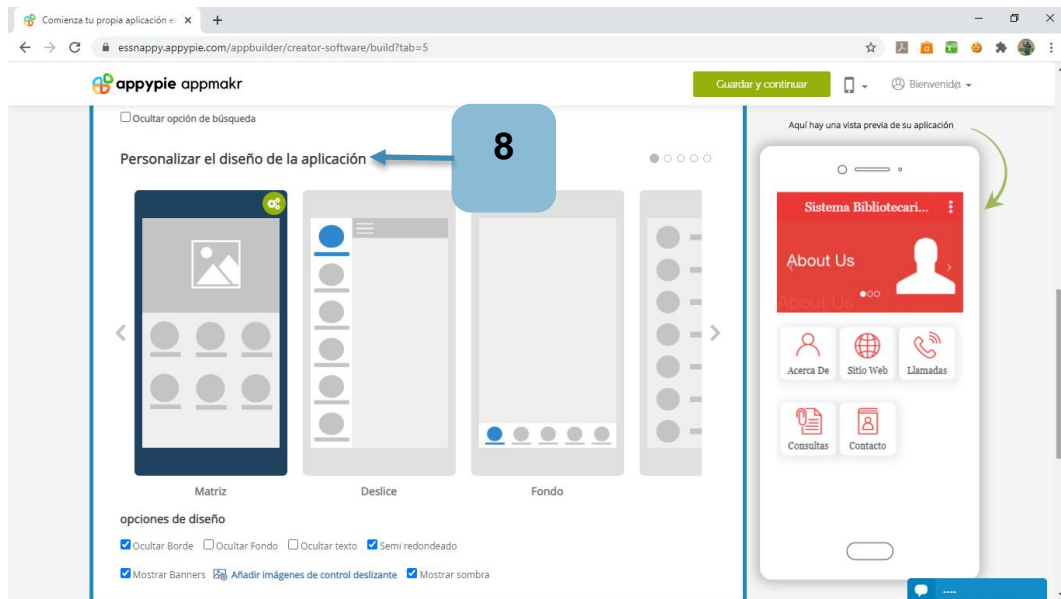 Comienza tu propia aplicación er
essnappy.appypie.com/appbuilder/creator-software/build?tab=5
appypie appmakr
Guardar y continuar
Bienvenid@
Ocultar opción de búsqueda
Personalizar el diseño de la aplicación
8
Matriz
Deslice
Fondo
opciones de diseño
Ocultar Borde Ocultar Fondo Ocultar texto Semi redondeado
Mostrar Banners Añadir imágenes de control deslizante Mostrar sombra
Aquí hay una vista previa de su aplicación
Sistema Bibliotecari...
About Us
About Us
Acerca De
Sitio Web
Llamadas
Consultas
Contacto
....